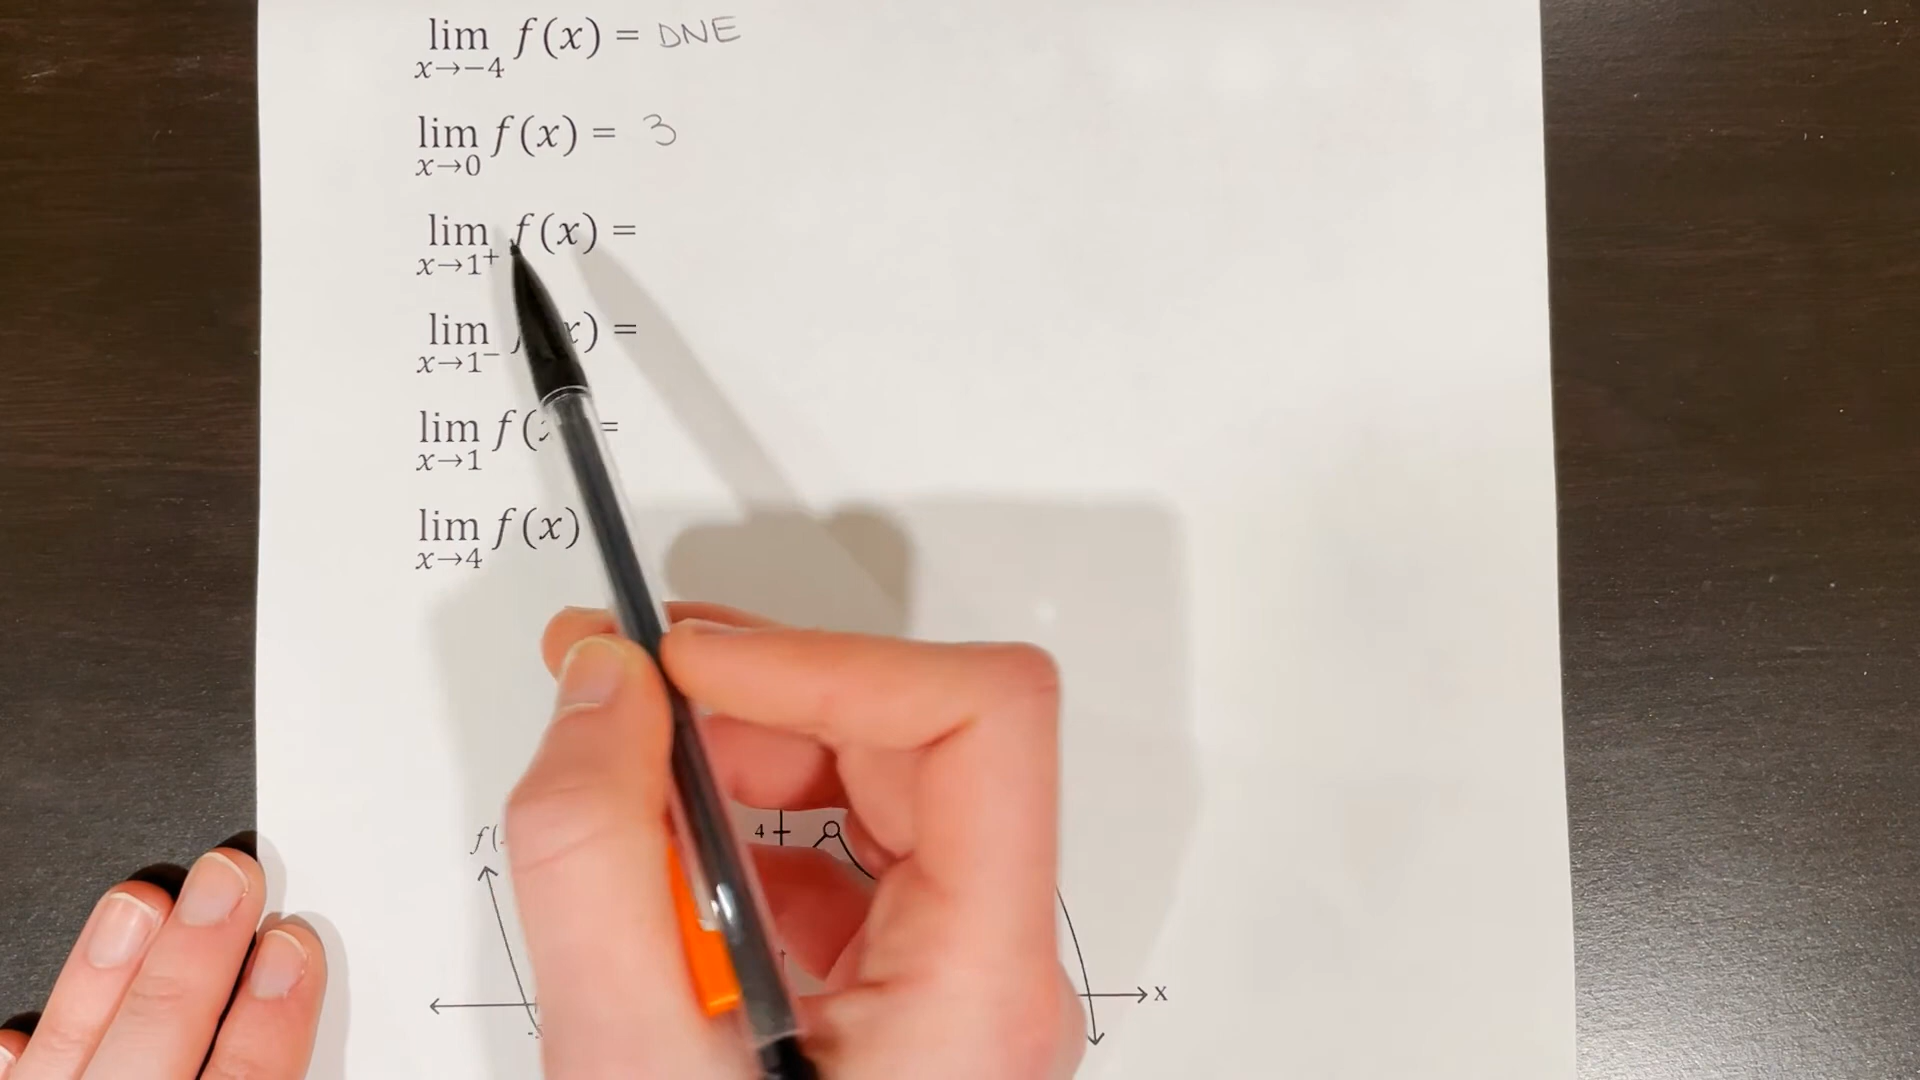 lim f(x) = DNE
x→−4
lim f(x) = 3
x→0
lim f(x) =
x→1⁺
lim x) =
x→1⁻
lim f( =
x→1
lim f(x)
x→4
4
f(
x